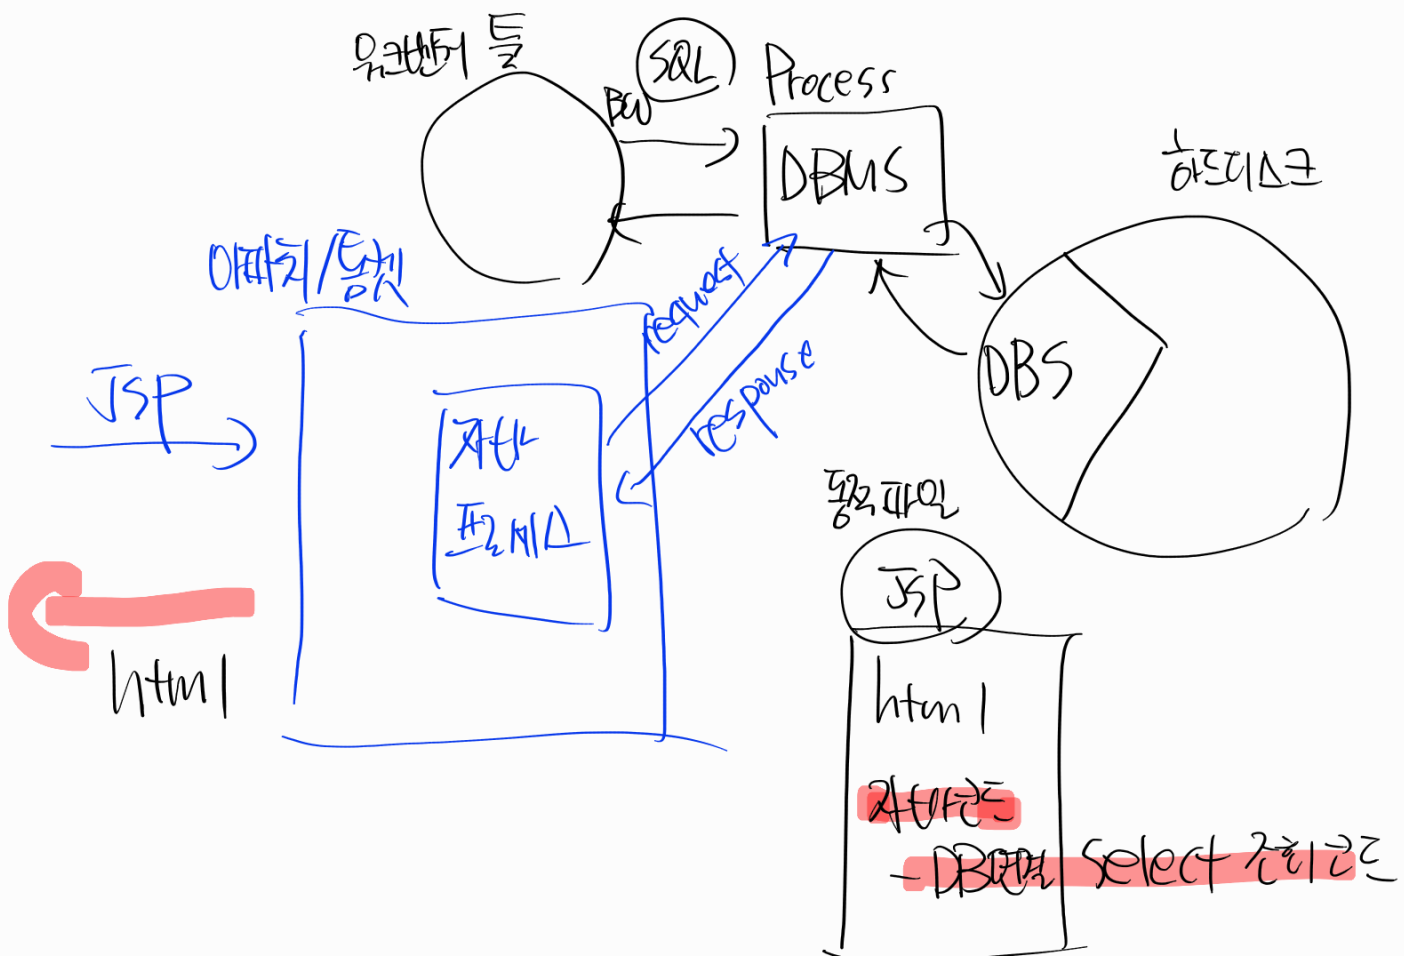 워크벤치 툴
SQL
BW
Process
DBMS
하드디스크
DBS
아파치/톰캣
request
response
JSP
자바
프로세스
html
동적파일
JSP
html
자바코드
- DB연결 select 조회코드